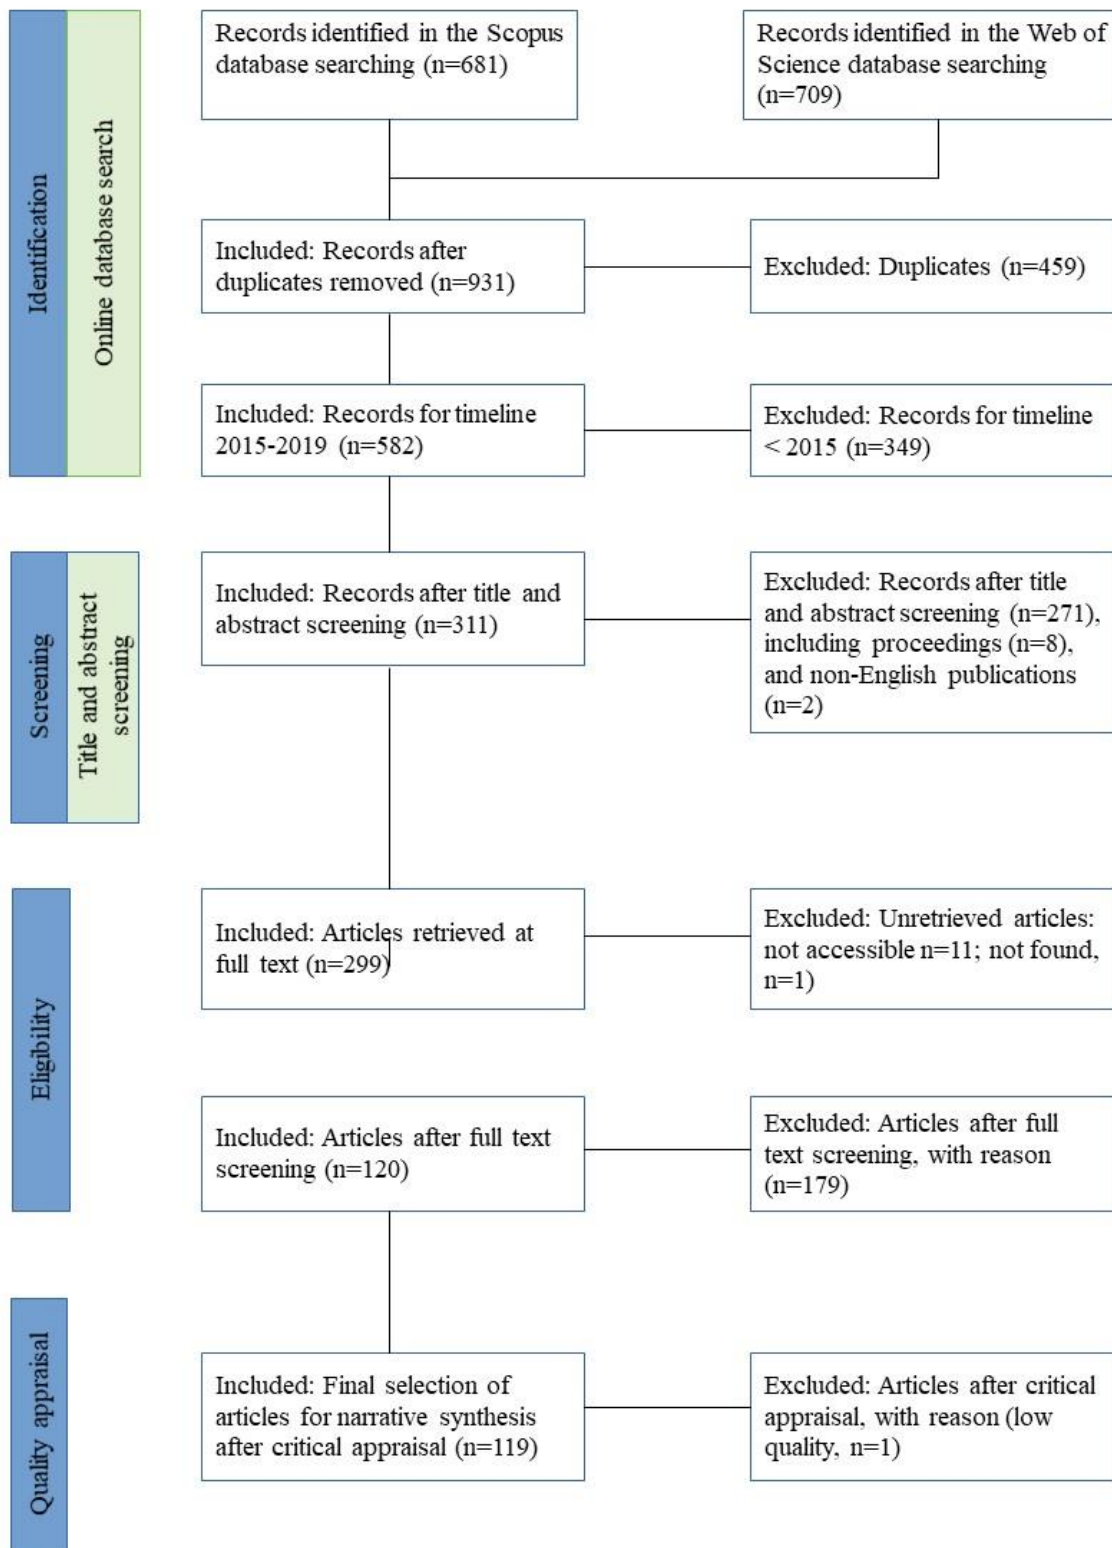 Identification
Online database search
Records identified in the Scopus
database searching (n=681)
Records identified in the Web of
Science database searching
(n=709)
Included: Records after
duplicates removed (n=931)
Excluded: Duplicates (n=459)
Included: Records for timeline
2015-2019 (n=582)
Excluded: Records for timeline
< 2015 (n=349)
Screening
Title and abstract
screening
Included: Records after title and
abstract screening (n=311)
Excluded: Records after title
and abstract screening (n=271),
including proceedings (n=8),
and non-English publications
(n=2)
Eligibility
Included: Articles retrieved at
full text (n=299)
Excluded: Unretrieved articles:
not accessible n=11; not found,
n=1)
Included: Articles after full text
screening (n=120)
Excluded: Articles after full
text screening, with reason
(n=179)
Quality appraisal
Included: Final selection of
articles for narrative synthesis
after critical appraisal (n=119)
Excluded: Articles after critical
appraisal, with reason (low
quality, n=1)